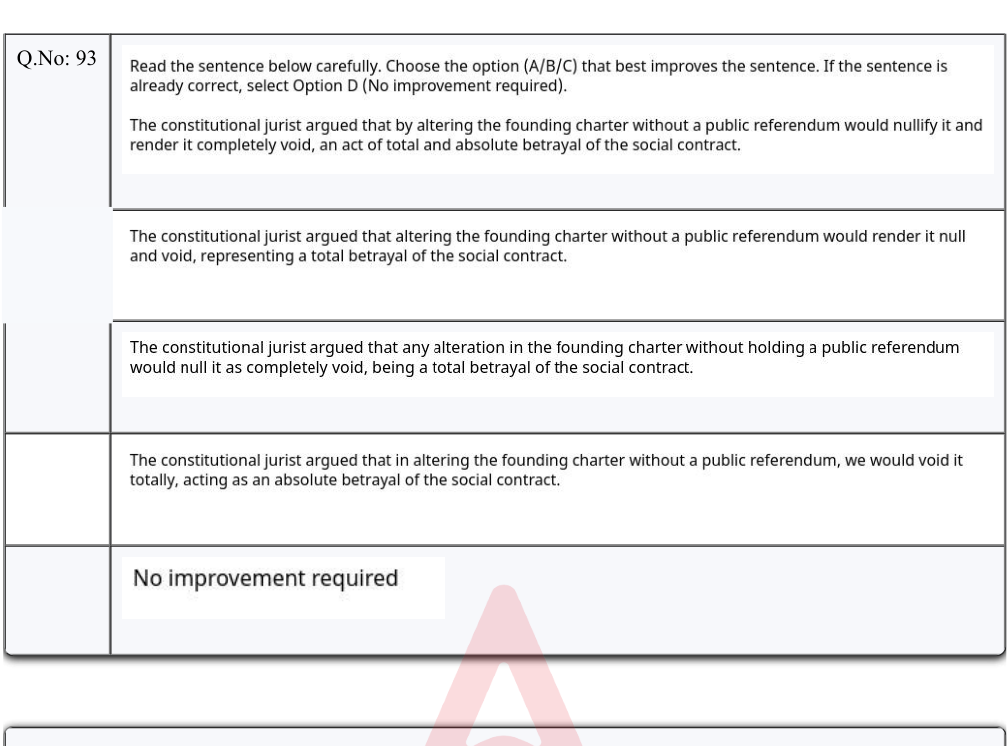 Q.No: 93
Read the sentence below carefully. Choose the option (A/B/C) that best improves the sentence. If the sentence is
already correct, select Option D (No improvement required).
The constitutional jurist argued that by altering the founding charter without a public referendum would nullify it and
render it completely void, an act of total and absolute betrayal of the social contract.
The constitutional jurist argued that altering the founding charter without a public referendum would render it null
and void, representing a total betrayal of the social contract.
The constitutional jurist argued that any alteration in the founding charter without holding a public referendum
would null it as completely void, being a total betrayal of the social contract.
The constitutional jurist argued that in altering the founding charter without a public referendum, we would void it
totally, acting as an absolute betrayal of the social contract.
No improvement required